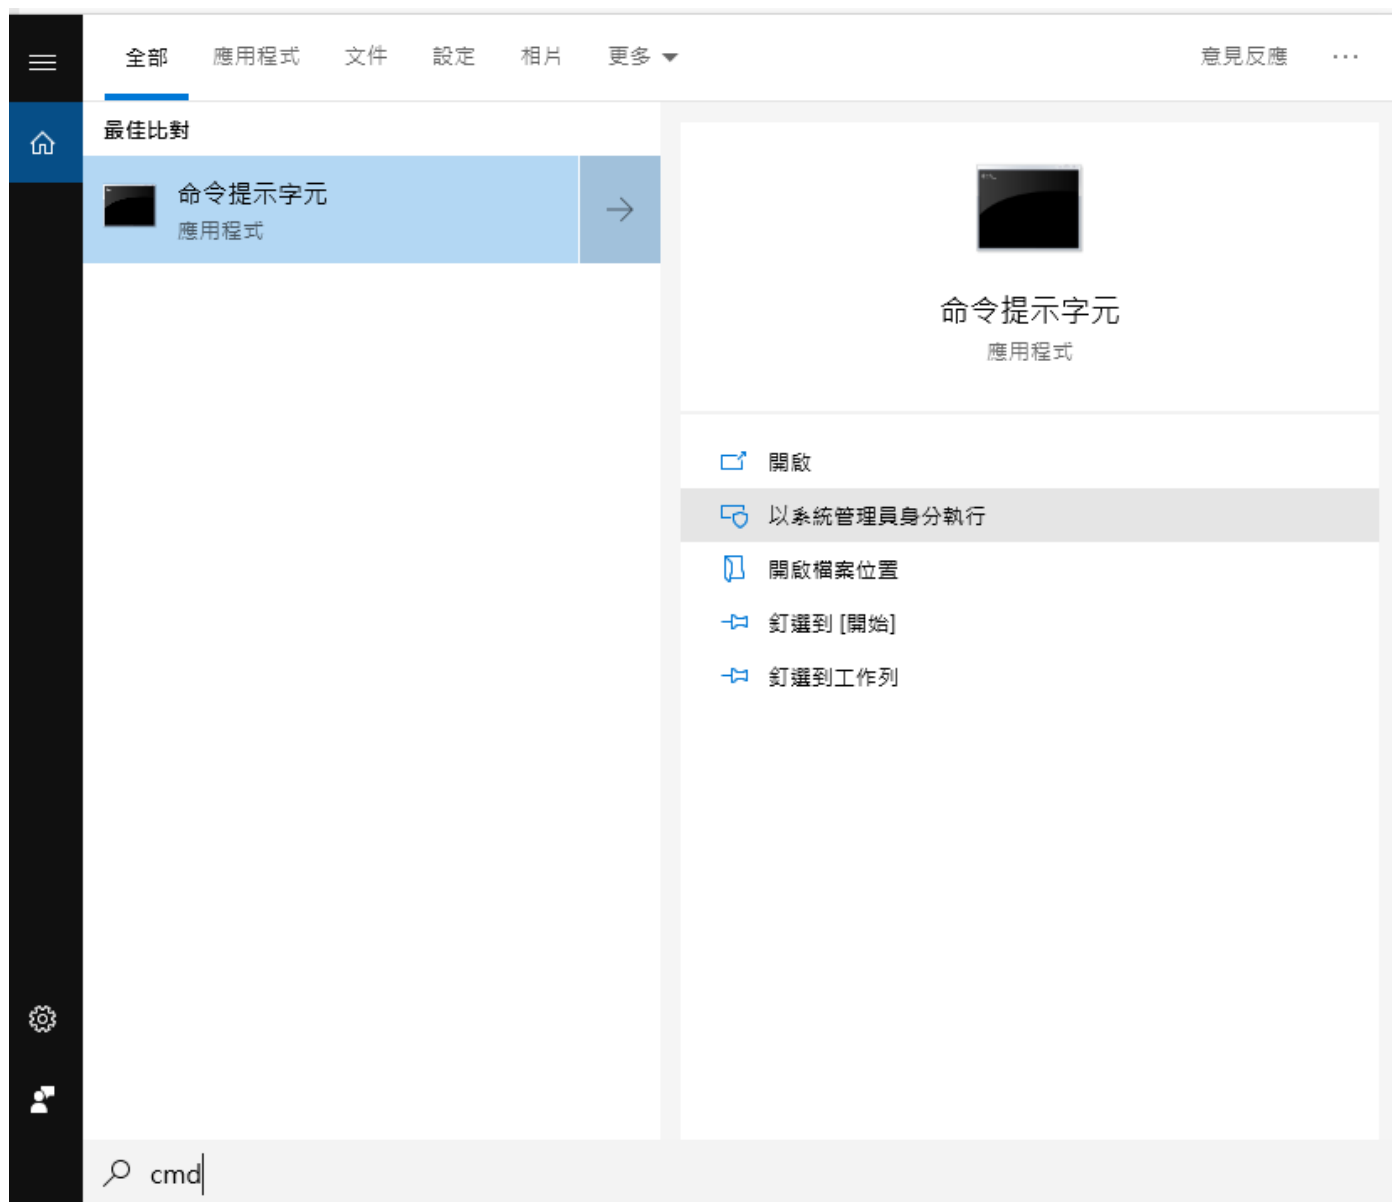 全部 應用程式 文件 設定 相片 更多 意見反應 ...
最佳比對
命令提示字元
應用程式
命令提示字元
應用程式
開啟
以系統管理員身分執行
開啟檔案位置
釘選到 [開始]
釘選到工作列
cmd